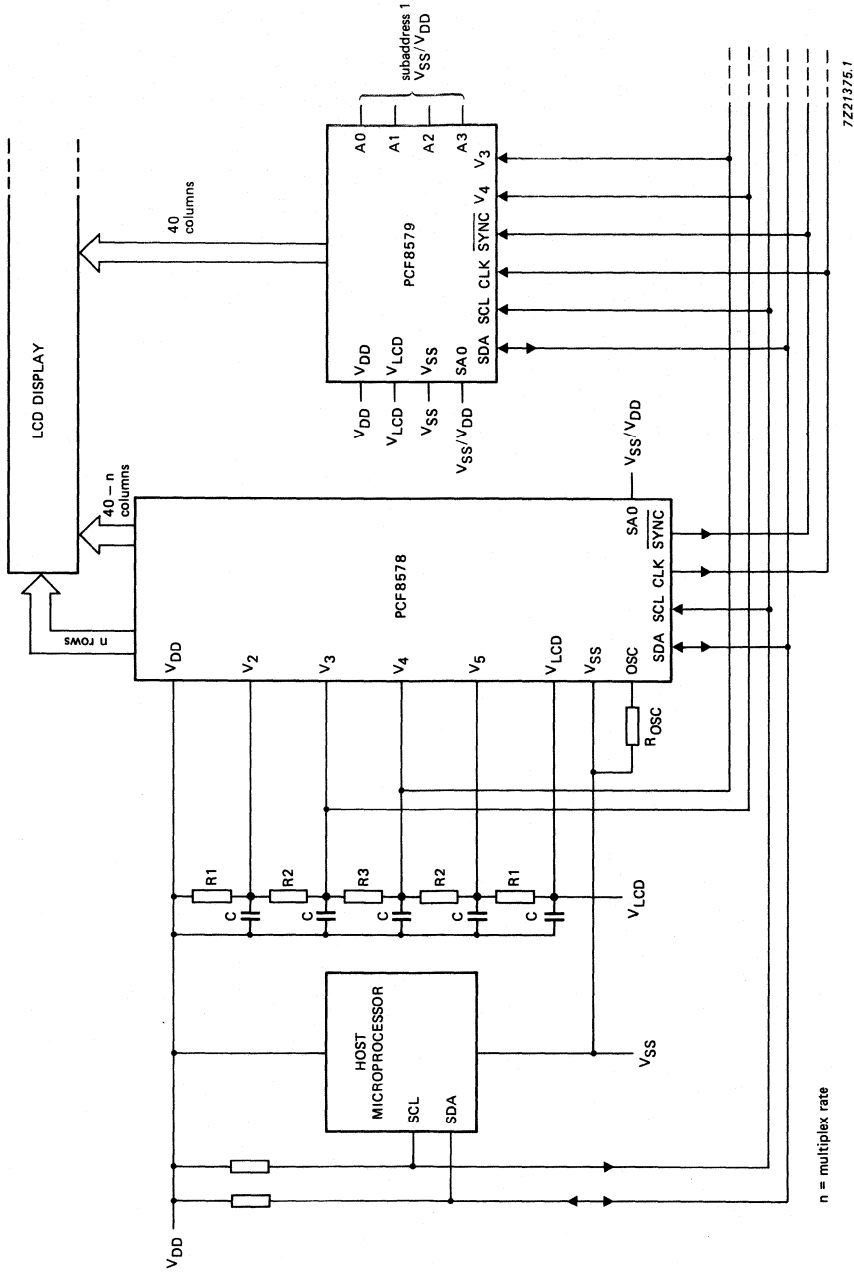 LCD DISPLAY
n rows
40 – n
columns
40
columns
PCF8578
VDD
V2
V3
V4
V5
VLCD
VSS
OSC
SDA SCL CLK SYNC
SA0
VSS/VDD
ROSC
PCF8579
VDD
VLCD
VSS
SA0
VDD
VLCD
VSS
VSS/VDD
SDA SCL CLK SYNC V4 V3
A0
A1
A2
A3
subaddress 1
VSS/VDD
R1
R2
R3
R2
R1
C
C
C
C
C
VLCD
HOST
MICROPROCESSOR
SCL
SDA
VSS
VDD
n = multiplex rate
7Z21375.1